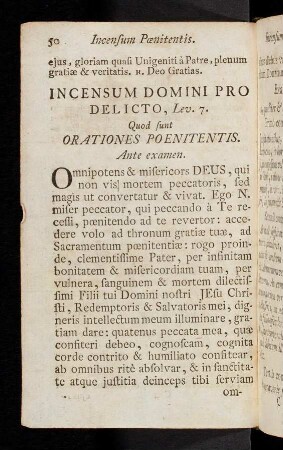 50 Incensum Pœnitentis.
ejus, gloriam quasi Unigeniti à Patre, plenum
gratiæ & veritatis. ʀ. Deo Gratias.
INCENSUM DOMINI PRO
DELICTO, Lev. 7.
Quod sunt
ORATIONES POENITENTIS.
Ante examen.
Omnipotens & misericors DEUS, qui
non vis mortem peccatoris, sed
magis ut convertatur & vivat. Ego N.
miser peccator, qui peccando à Te re-
cessi, pœnitendo ad te revertor: acce-
dere volo ad thronum gratiæ tuæ, ad
Sacramentum pœnitentiæ: rogo proin-
de, clementissime Pater, per infinitam
bonitatem & misericordiam tuam, per
vulnera, sanguinem & mortem dilectis-
simi Filii tui Domini nostri JEsu Chri-
sti, Redemptoris & Salvatoris mei, dig-
neris intellectum meum illuminare, gra-
tiam dare: quatenus peccata mea, quæ
confiteri debeo, cognoscam, cognita
corde contrito & humiliato confitear,
ab omnibus ritè absolvar, & in sanctita-
te atque justitia deinceps tibi serviam
om-